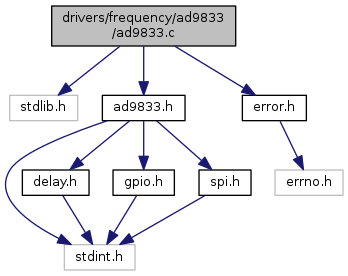 drivers/frequency/ad9833
/ad9833.c
stdlib.h
ad9833.h
error.h
delay.h
gpio.h
spi.h
errno.h
stdint.h